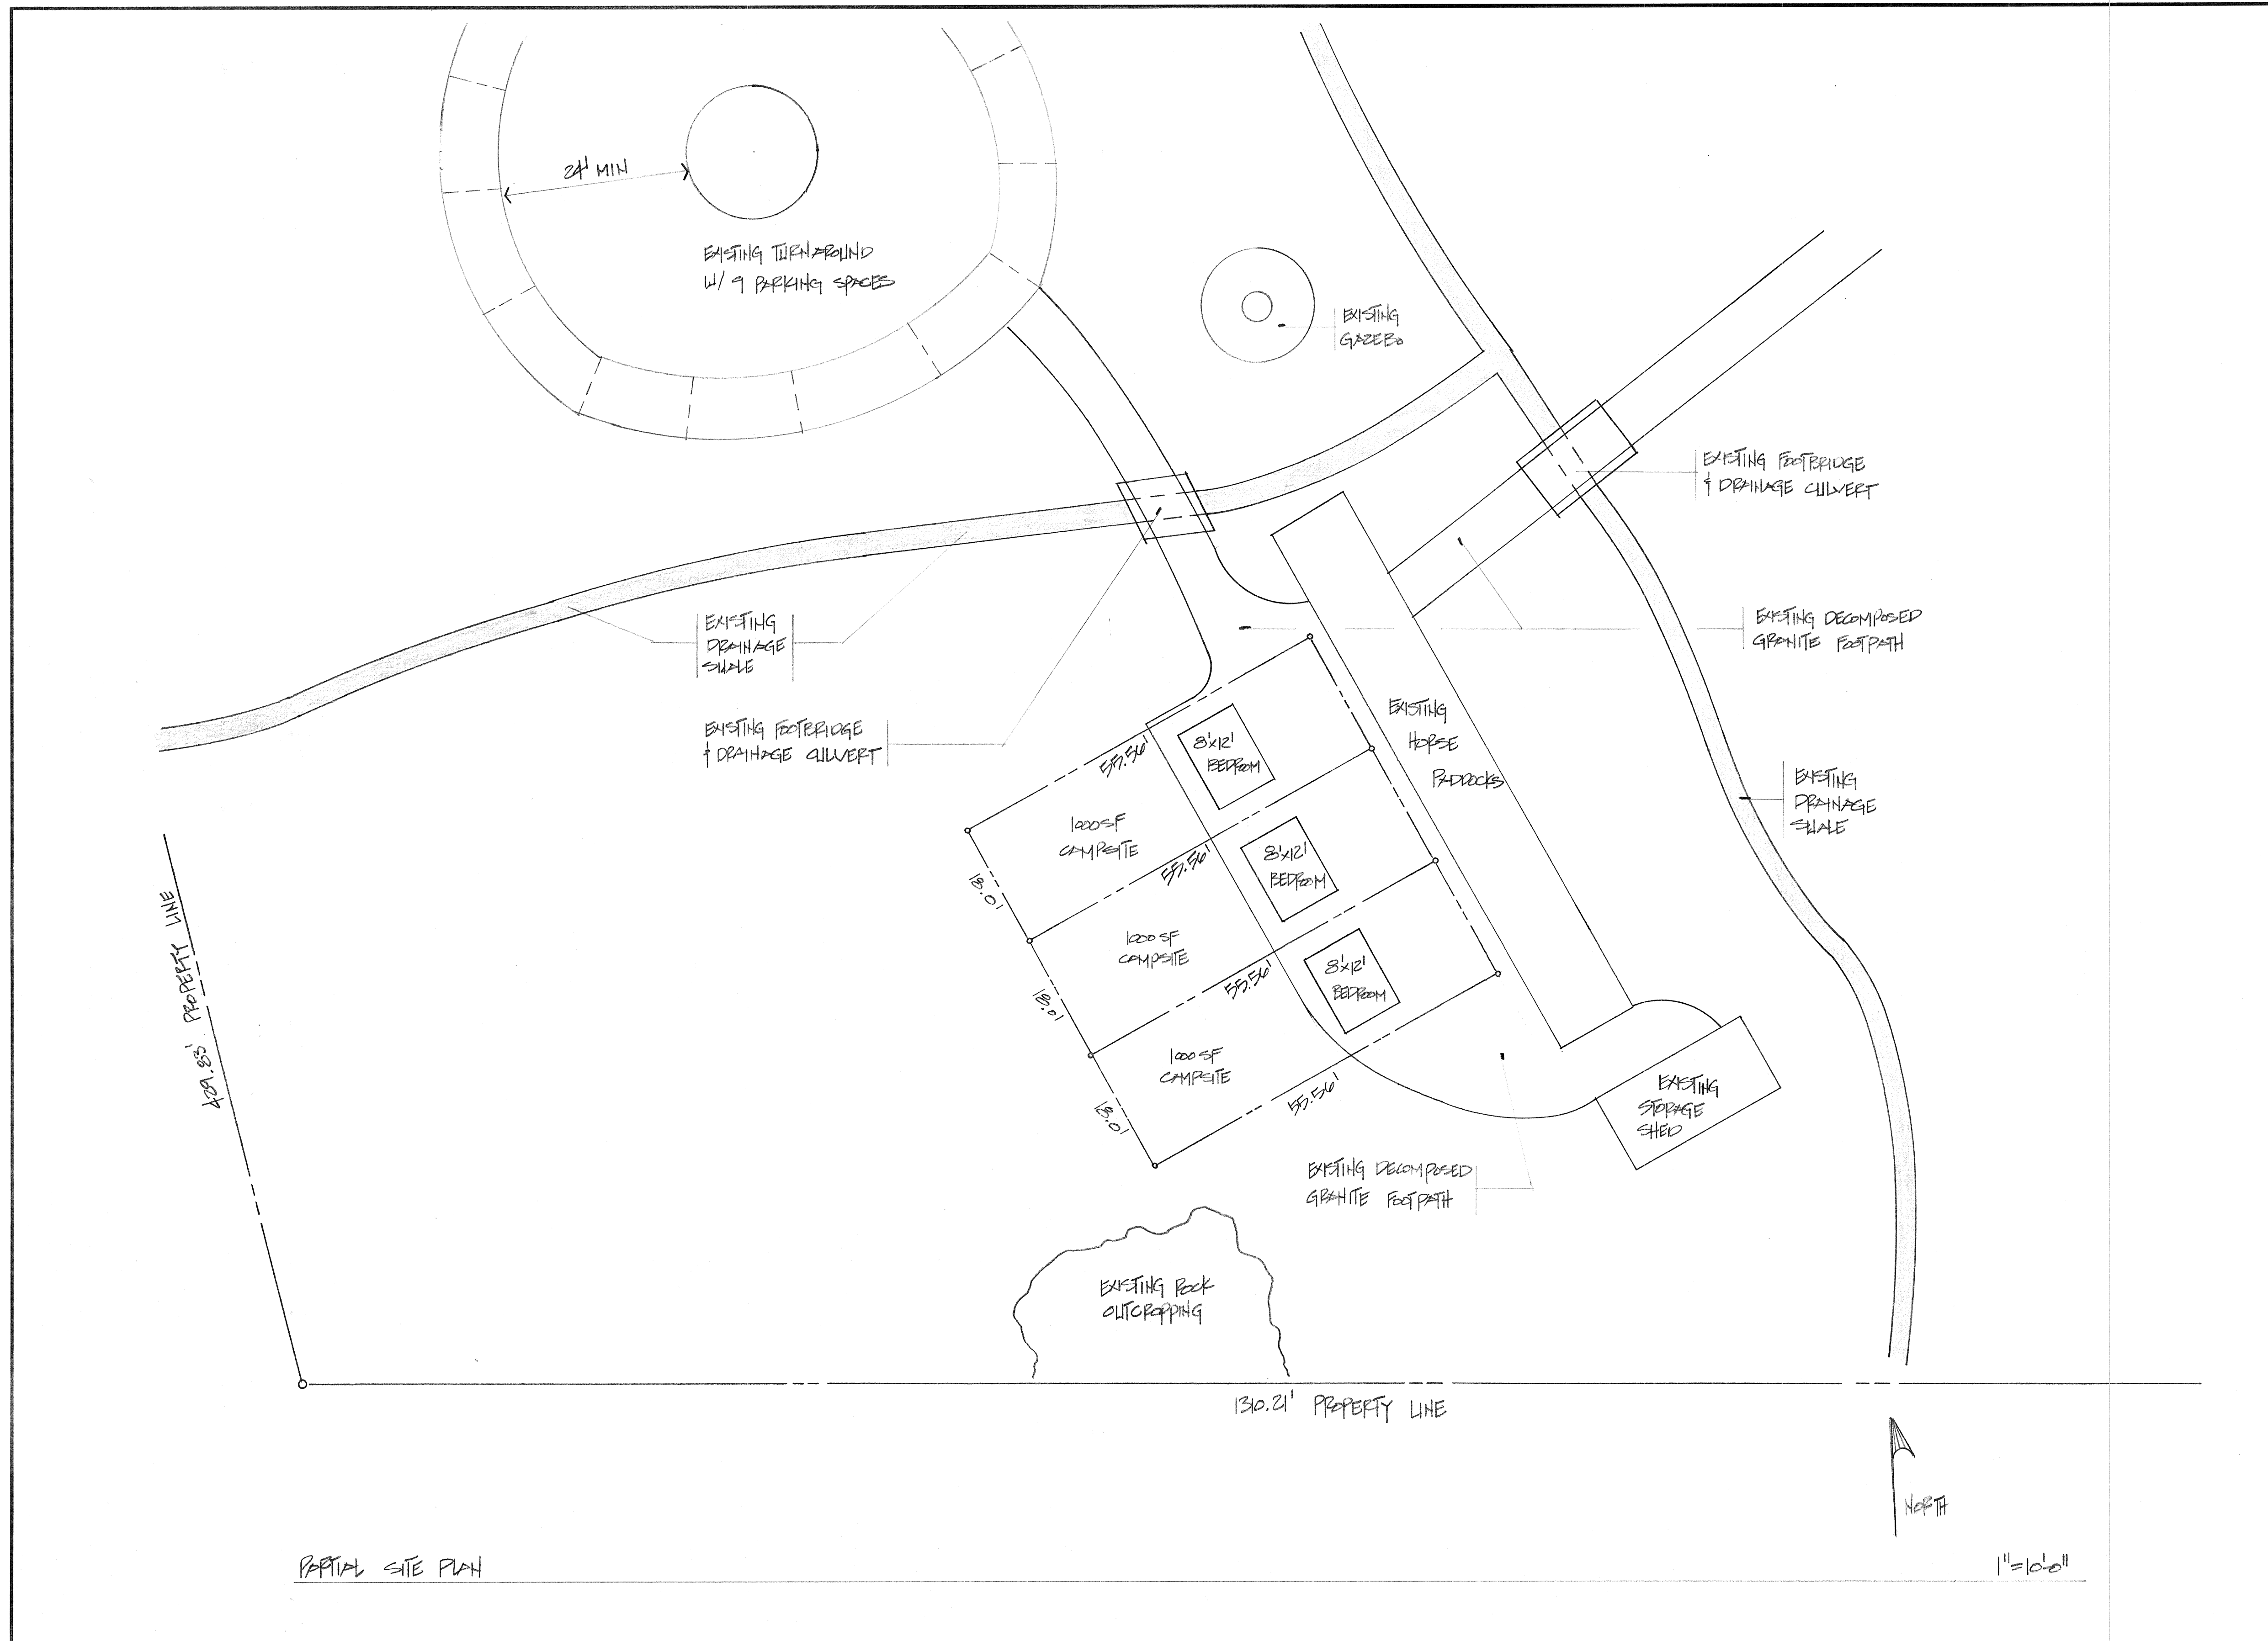 24' MIN
EXISTING TURNAROUND
W/ 9 PARKING SPACES
EXISTING
GAZEBO
EXISTING FOOTBRIDGE
& DRAINAGE CULVERT
EXISTING
DRAINAGE
SWALE
EXISTING DECOMPOSED
GRANITE FOOTPATH
EXISTING FOOTBRIDGE
& DRAINAGE CULVERT
EXISTING
HORSE
PADDOCKS
8'x12'
BEDROOM
55.56'
1000 SF
CAMPSITE
18.01
EXISTING
DRAINAGE
SWALE
8'x12'
BEDROOM
55.56'
1000 SF
CAMPSITE
18.01
8'x12'
BEDROOM
55.56'
1000 SF
CAMPSITE
18.01
55.56'
429.83' PROPERTY LINE
EXISTING
STORAGE
SHED
EXISTING DECOMPOSED
GRANITE FOOTPATH
EXISTING ROCK
OUTCROPPING
1310.21' PROPERTY LINE
NORTH
PARTIAL SITE PLAN
1"=10'-0"